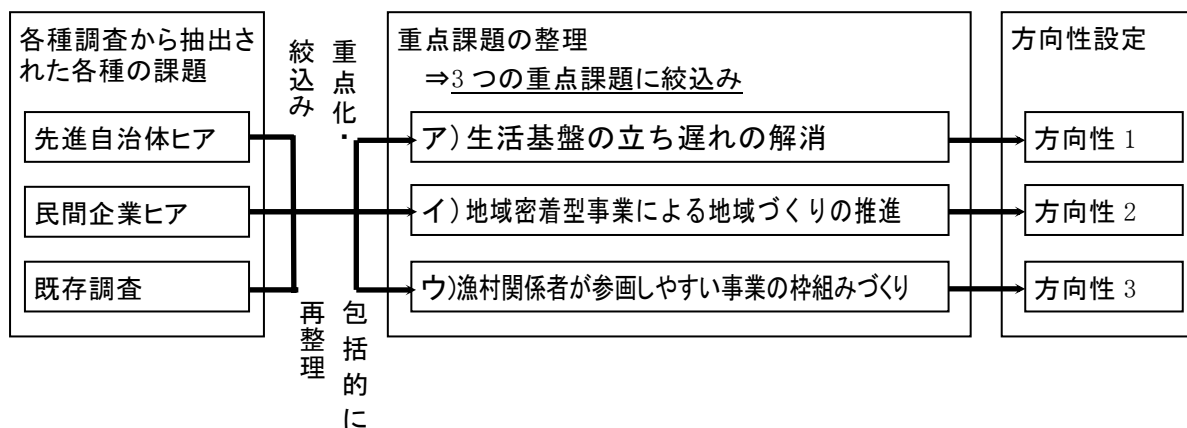 各種調査から抽出さ
れた各種の課題
先進自治体ヒア
民間企業ヒア
既存調査
重点化・
絞込み
包括的に
再整理
重点課題の整理
⇒3つの重点課題に絞込み
ア)生活基盤の立ち遅れの解消
イ)地域密着型事業による地域づくりの推進
ウ)漁村関係者が参画しやすい事業の枠組みづくり
方向性設定
方向性1
方向性2
方向性3